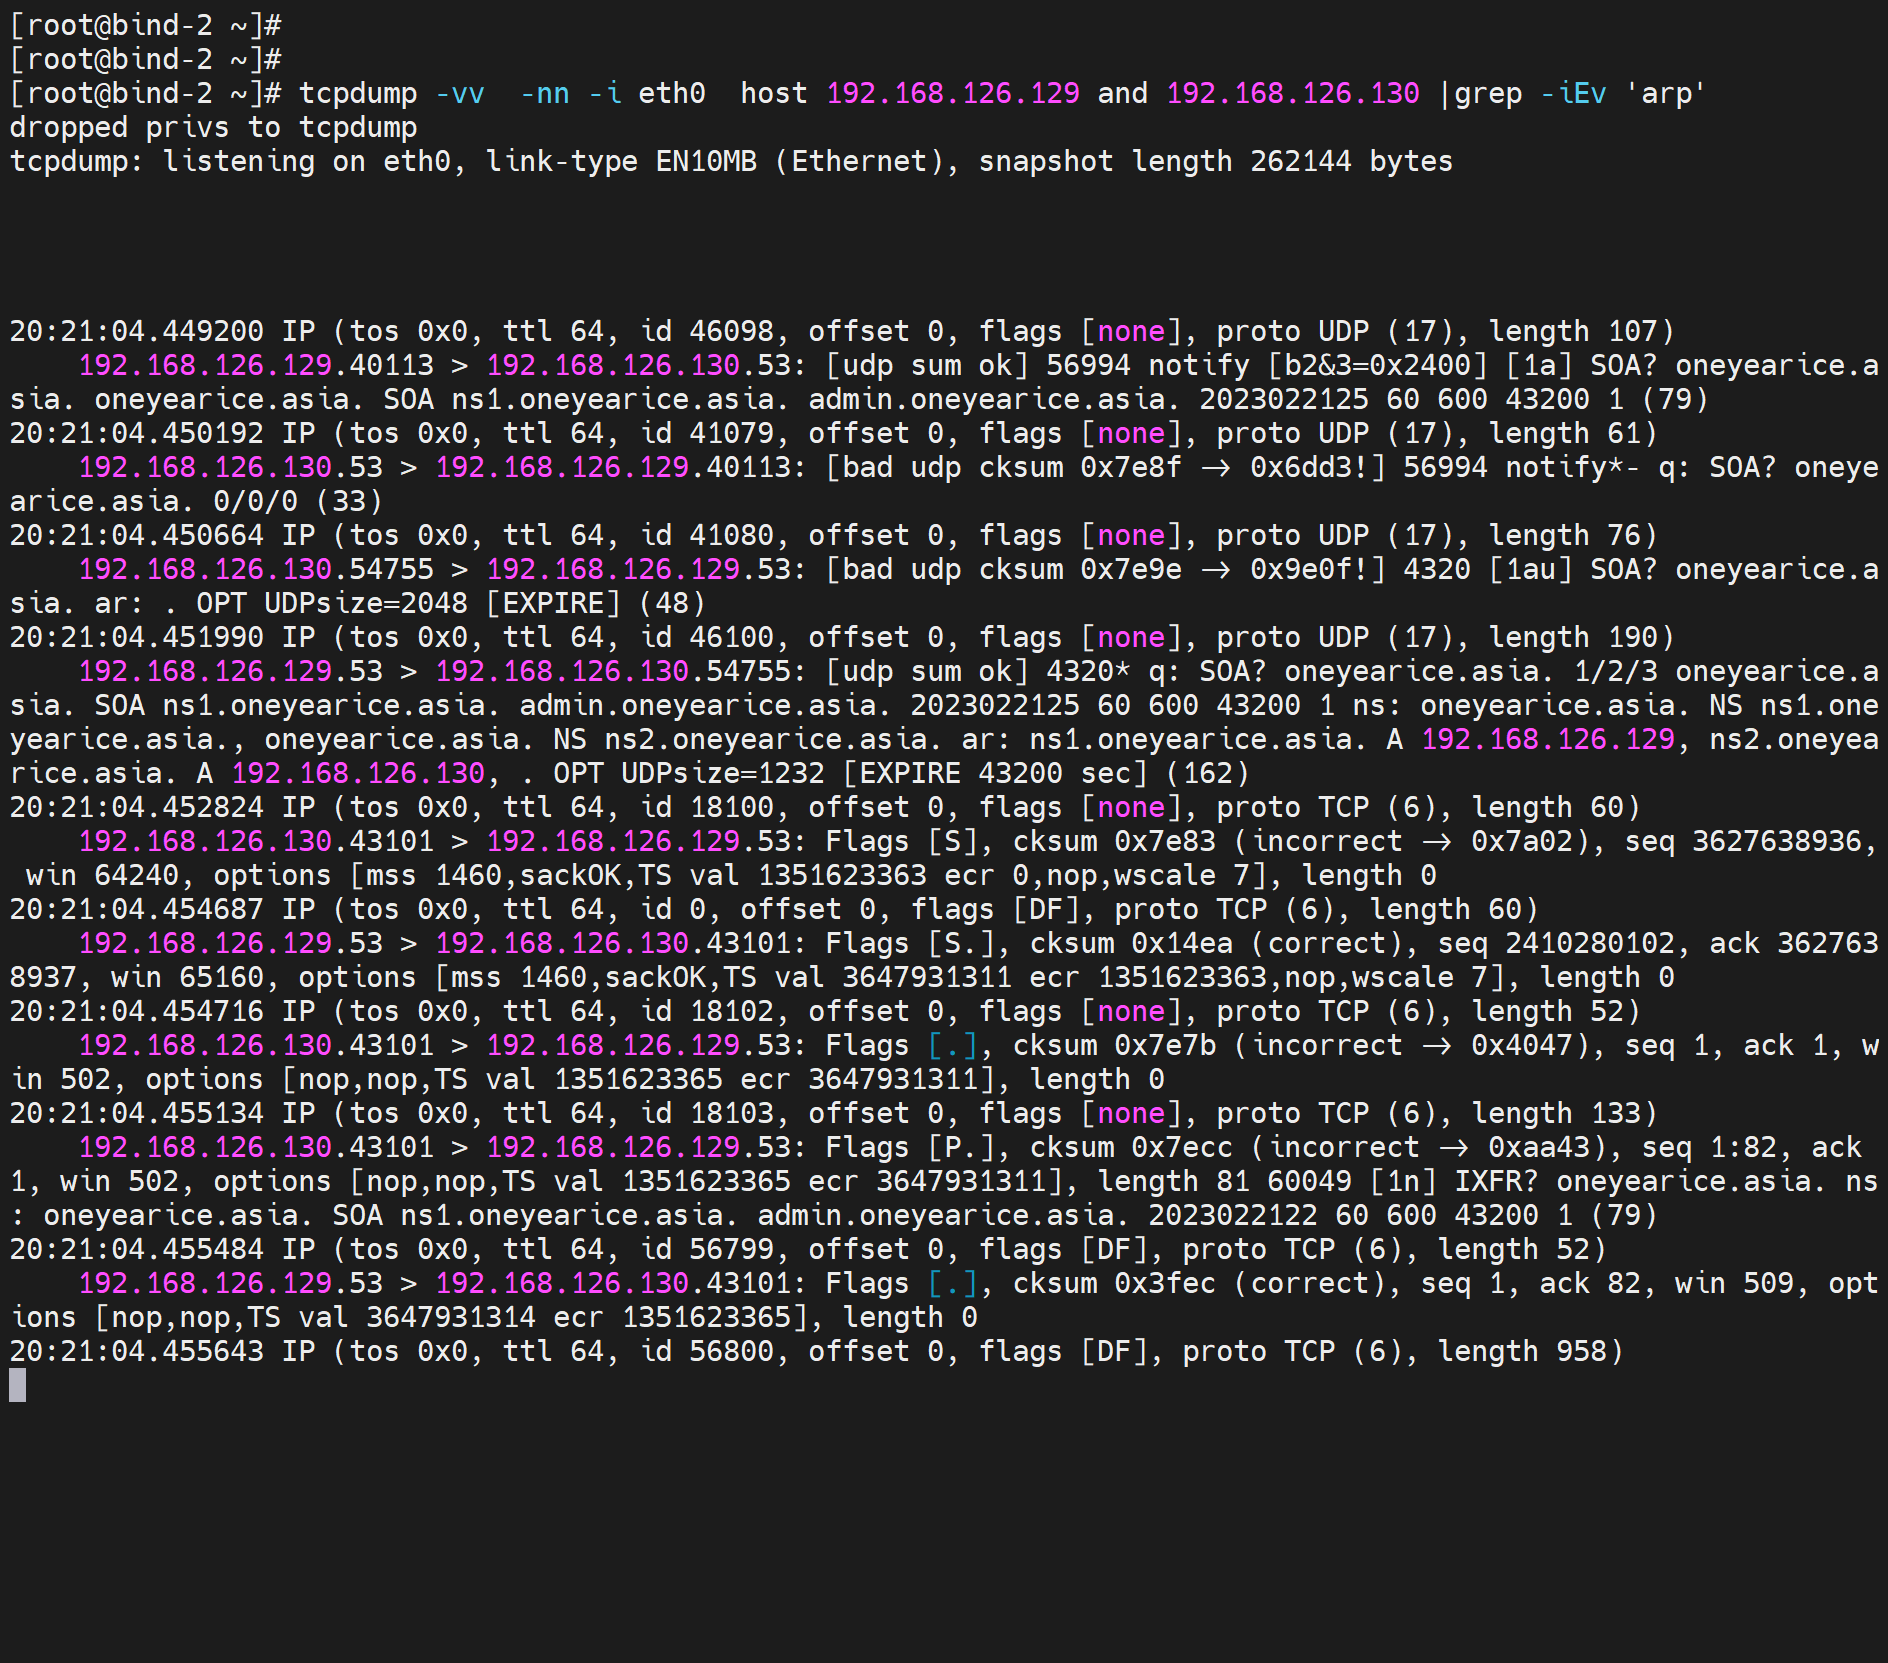 [root@bind-2 ~]#
[root@bind-2 ~]#
[root@bind-2 ~]# tcpdump -vv  -nn -i eth0  host 192.168.126.129 and 192.168.126.130 |grep -iEv 'arp'
dropped privs to tcpdump
tcpdump: listening on eth0, link-type EN10MB (Ethernet), snapshot length 262144 bytes
20:21:04.449200 IP (tos 0x0, ttl 64, id 46098, offset 0, flags [none], proto UDP (17), length 107)
    192.168.126.129.40113 > 192.168.126.130.53: [udp sum ok] 56994 notify [b2&3=0x2400] [1a] SOA? oneyearice.a
sia. oneyearice.asia. SOA ns1.oneyearice.asia. admin.oneyearice.asia. 2023022125 60 600 43200 1 (79)
20:21:04.450192 IP (tos 0x0, ttl 64, id 41079, offset 0, flags [none], proto UDP (17), length 61)
    192.168.126.130.53 > 192.168.126.129.40113: [bad udp cksum 0x7e8f -> 0x6dd3!] 56994 notify*- q: SOA? oneye
arice.asia. 0/0/0 (33)
20:21:04.450664 IP (tos 0x0, ttl 64, id 41080, offset 0, flags [none], proto UDP (17), length 76)
    192.168.126.130.54755 > 192.168.126.129.53: [bad udp cksum 0x7e9e -> 0x9e0f!] 4320 [1au] SOA? oneyearice.a
sia. ar: . OPT UDPsize=2048 [EXPIRE] (48)
20:21:04.451990 IP (tos 0x0, ttl 64, id 46100, offset 0, flags [none], proto UDP (17), length 190)
    192.168.126.129.53 > 192.168.126.130.54755: [udp sum ok] 4320* q: SOA? oneyearice.asia. 1/2/3 oneyearice.a
sia. SOA ns1.oneyearice.asia. admin.oneyearice.asia. 2023022125 60 600 43200 1 ns: oneyearice.asia. NS ns1.one
yearice.asia., oneyearice.asia. NS ns2.oneyearice.asia. ar: ns1.oneyearice.asia. A 192.168.126.129, ns2.oneyea
rice.asia. A 192.168.126.130, . OPT UDPsize=1232 [EXPIRE 43200 sec] (162)
20:21:04.452824 IP (tos 0x0, ttl 64, id 18100, offset 0, flags [none], proto TCP (6), length 60)
    192.168.126.130.43101 > 192.168.126.129.53: Flags [S], cksum 0x7e83 (incorrect -> 0x7a02), seq 3627638936,
 win 64240, options [mss 1460,sackOK,TS val 1351623363 ecr 0,nop,wscale 7], length 0
20:21:04.454687 IP (tos 0x0, ttl 64, id 0, offset 0, flags [DF], proto TCP (6), length 60)
    192.168.126.129.53 > 192.168.126.130.43101: Flags [S.], cksum 0x14ea (correct), seq 2410280102, ack 362763
8937, win 65160, options [mss 1460,sackOK,TS val 3647931311 ecr 1351623363,nop,wscale 7], length 0
20:21:04.454716 IP (tos 0x0, ttl 64, id 18102, offset 0, flags [none], proto TCP (6), length 52)
    192.168.126.130.43101 > 192.168.126.129.53: Flags [.], cksum 0x7e7b (incorrect -> 0x4047), seq 1, ack 1, w
in 502, options [nop,nop,TS val 1351623365 ecr 3647931311], length 0
20:21:04.455134 IP (tos 0x0, ttl 64, id 18103, offset 0, flags [none], proto TCP (6), length 133)
    192.168.126.130.43101 > 192.168.126.129.53: Flags [P.], cksum 0x7ecc (incorrect -> 0xaa43), seq 1:82, ack
1, win 502, options [nop,nop,TS val 1351623365 ecr 3647931311], length 81 60049 [1n] IXFR? oneyearice.asia. ns
: oneyearice.asia. SOA ns1.oneyearice.asia. admin.oneyearice.asia. 2023022122 60 600 43200 1 (79)
20:21:04.455484 IP (tos 0x0, ttl 64, id 56799, offset 0, flags [DF], proto TCP (6), length 52)
    192.168.126.129.53 > 192.168.126.130.43101: Flags [.], cksum 0x3fec (correct), seq 1, ack 82, win 509, opt
ions [nop,nop,TS val 3647931314 ecr 1351623365], length 0
20:21:04.455643 IP (tos 0x0, ttl 64, id 56800, offset 0, flags [DF], proto TCP (6), length 958)